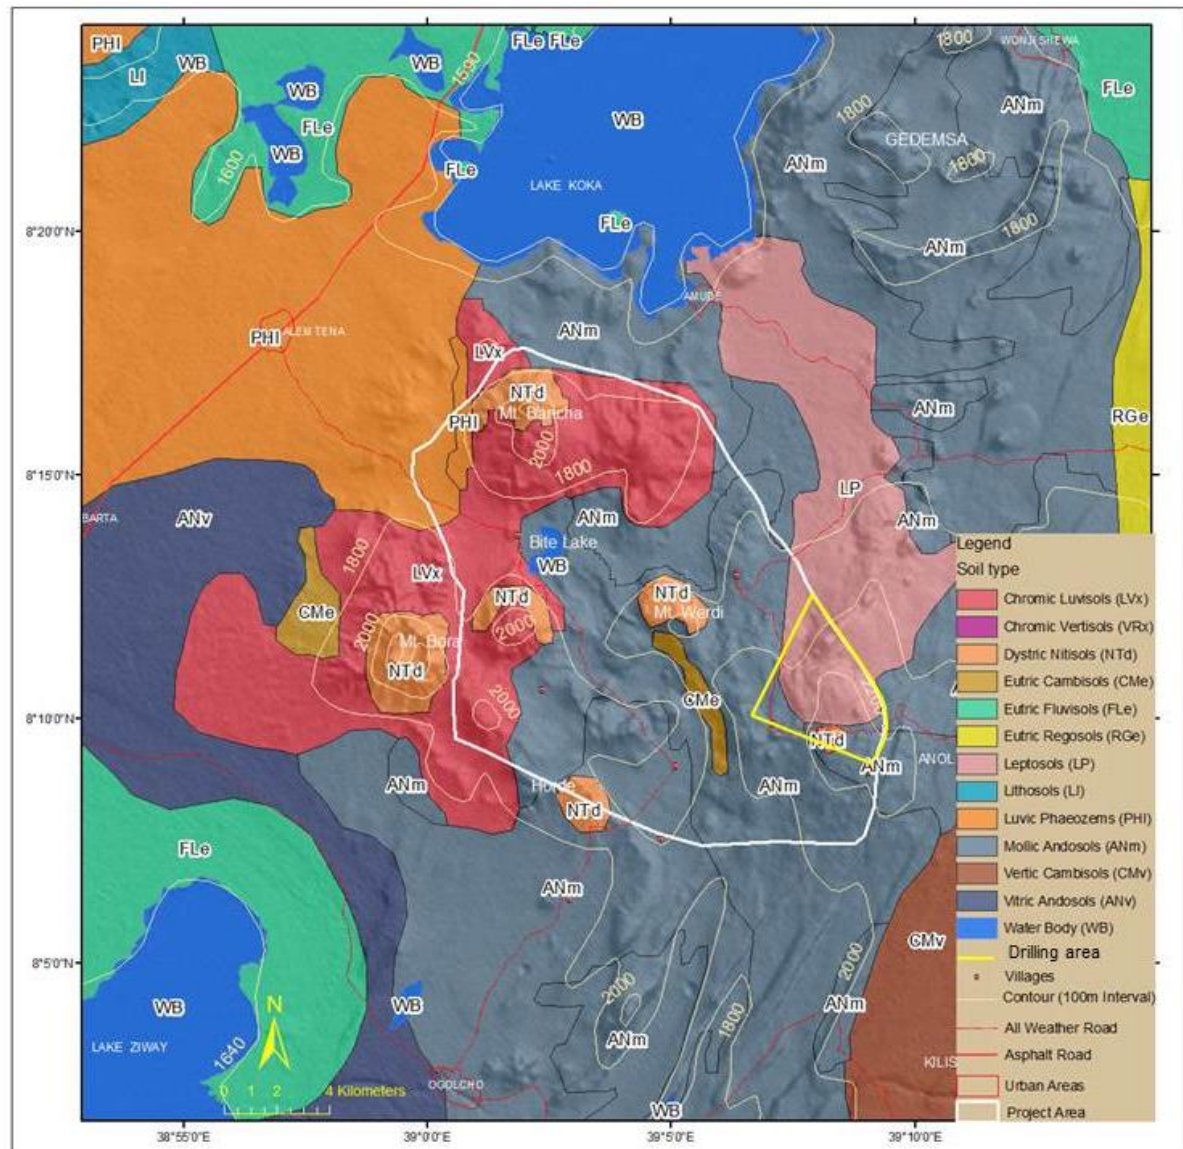 PHI
LI
WB
WB
FLe FLe
1800
WONJI SHEWA
1590
WB
FLe
WB
WB
ANm
FLe
1800
GEDEMSA
WB
1600
FLe
ANm
1800
LAKE KOKA
FLe
1800
8°20'0"N
ANm
AMUDE
PHI
ALEM TENA
ANm
LVx
NTd
Mt. Bancha
PHI
ANm
RGe
2000
1800
8°15'0"N
LP
BARTA
ANv
ANm
ANm
1800
Bite Lake
WB
LVx
CMe
NTd
NTd
Mt. Werdi
2000
2000
Mt. Bora
NTd
2000
CMe
8°10'0"N
NTd
ANm
ANOL
ANm
ANm
Horde
NTd
FLe
ANm
CMv
8°5'0"N
2000
2000
WB
WB
ANm
1800
ANm
LAKE ZIWAY
1640
N
0 1 2 4 Kilometers
OGOLCHO
WB
KILIS
38°55'0"E
39°0'0"E
39°5'0"E
39°10'0"E
Legend
Soil type
Chromic Luvisols (LVx)
Chromic Vertisols (VRx)
Dystric Nitisols (NTd)
Eutric Cambisols (CMe)
Eutric Fluvisols (FLe)
Eutric Regosols (RGe)
Leptosols (LP)
Lithosols (LI)
Luvic Phaeozems (PHI)
Mollic Andosols (ANm)
Vertic Cambisols (CMv)
Vitric Andosols (ANv)
Water Body (WB)
Drilling area
Villages
Contour (100m Interval)
All Weather Road
Asphalt Road
Urban Areas
Project Area